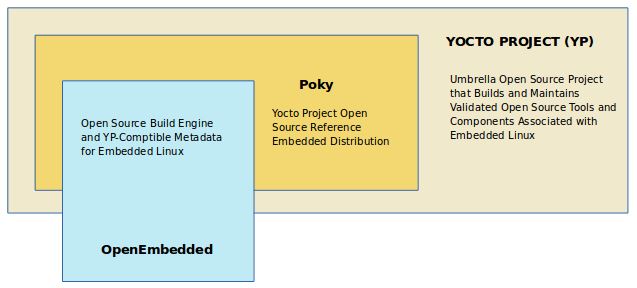 YOCTO PROJECT (YP)
Umbrella Open Source Project
that Builds and Maintains
Validated Open Source Tools and
Components Associated with
Embedded Linux
Poky
Yocto Project Open
Source Reference
Embedded Distribution
Open Source Build Engine
and YP-Comptible Metadata
for Embedded Linux
OpenEmbedded